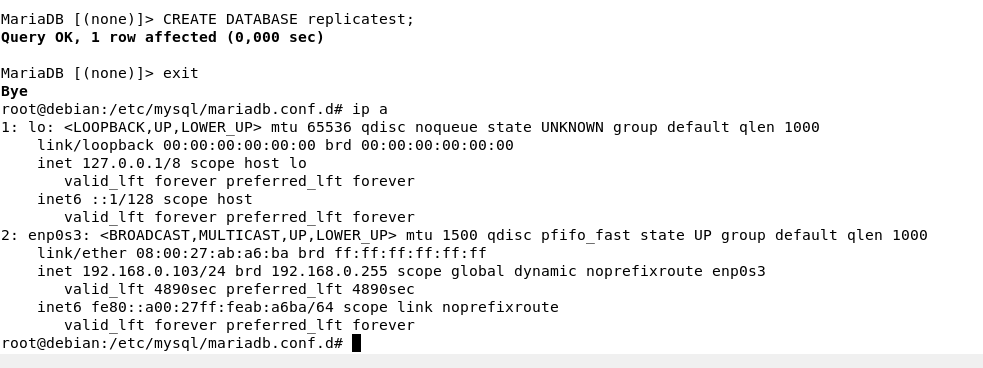 MariaDB [(none)]> CREATE DATABASE replicatest;
Query OK, 1 row affected (0,000 sec)
MariaDB [(none)]> exit
Bye
root@debian:/etc/mysql/mariadb.conf.d# ip a
1: lo: <LOOPBACK,UP,LOWER_UP> mtu 65536 qdisc noqueue state UNKNOWN group default qlen 1000
    link/loopback 00:00:00:00:00:00 brd 00:00:00:00:00:00
    inet 127.0.0.1/8 scope host lo
       valid_lft forever preferred_lft forever
    inet6 ::1/128 scope host
       valid_lft forever preferred_lft forever
2: enp0s3: <BROADCAST,MULTICAST,UP,LOWER_UP> mtu 1500 qdisc pfifo_fast state UP group default qlen 1000
    link/ether 08:00:27:ab:a6:ba brd ff:ff:ff:ff:ff:ff
    inet 192.168.0.103/24 brd 192.168.0.255 scope global dynamic noprefixroute enp0s3
       valid_lft 4890sec preferred_lft 4890sec
    inet6 fe80::a00:27ff:feab:a6ba/64 scope link noprefixroute
       valid_lft forever preferred_lft forever
root@debian:/etc/mysql/mariadb.conf.d#